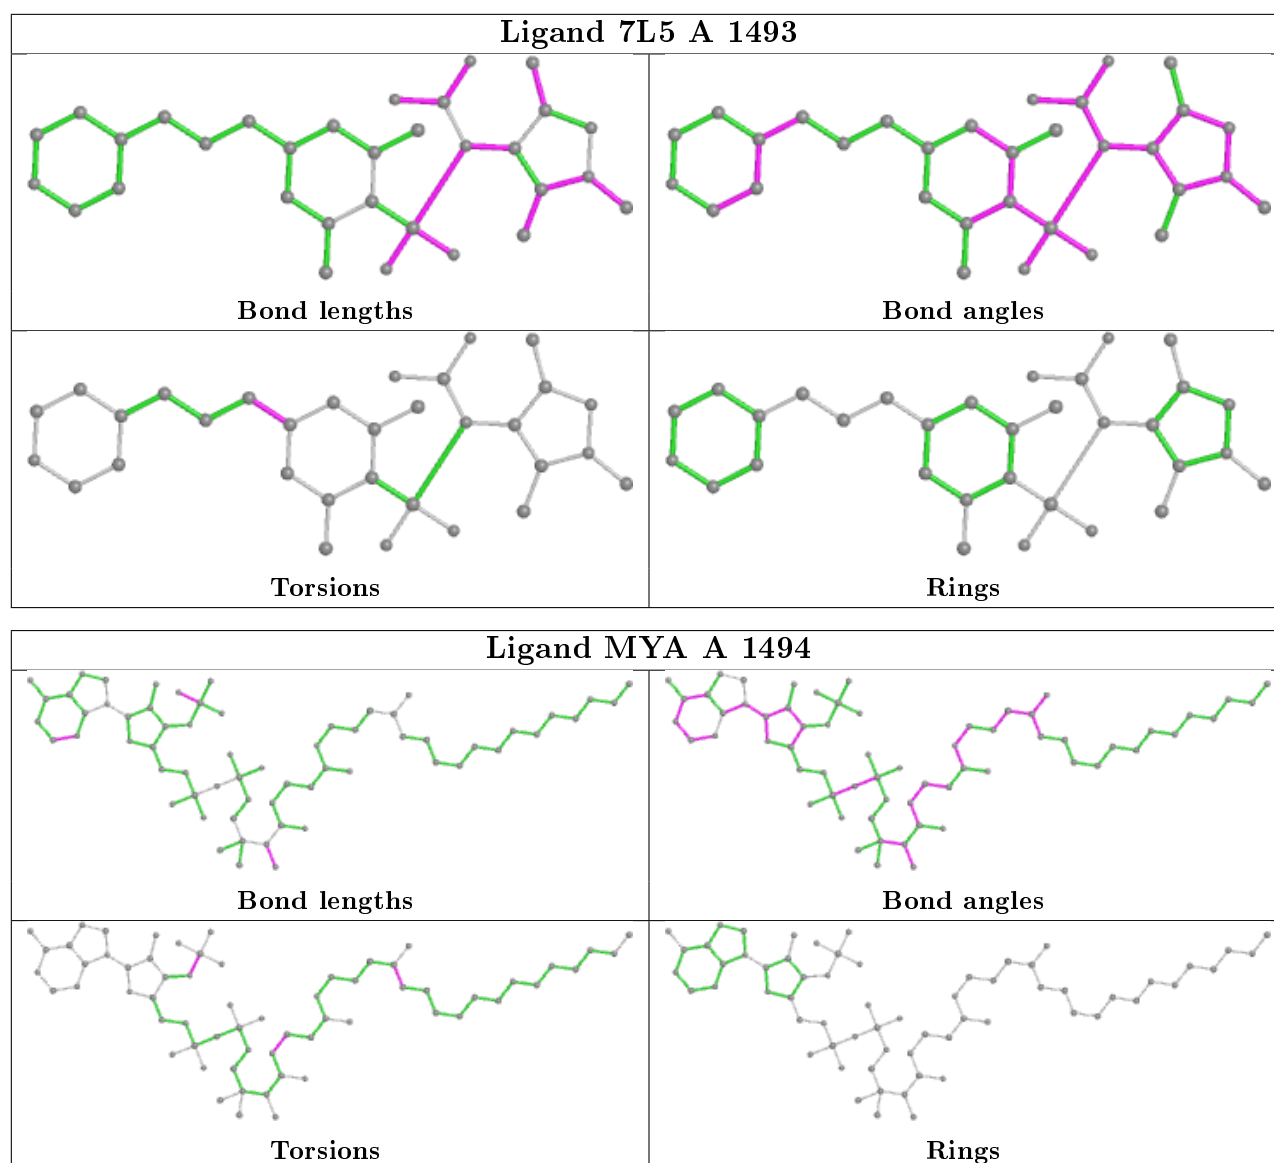 Ligand 7L5 A 1493
Bond lengths
Bond angles
Torsions
Rings
Ligand MYA A 1494
Bond lengths
Bond angles
Torsions
Rings